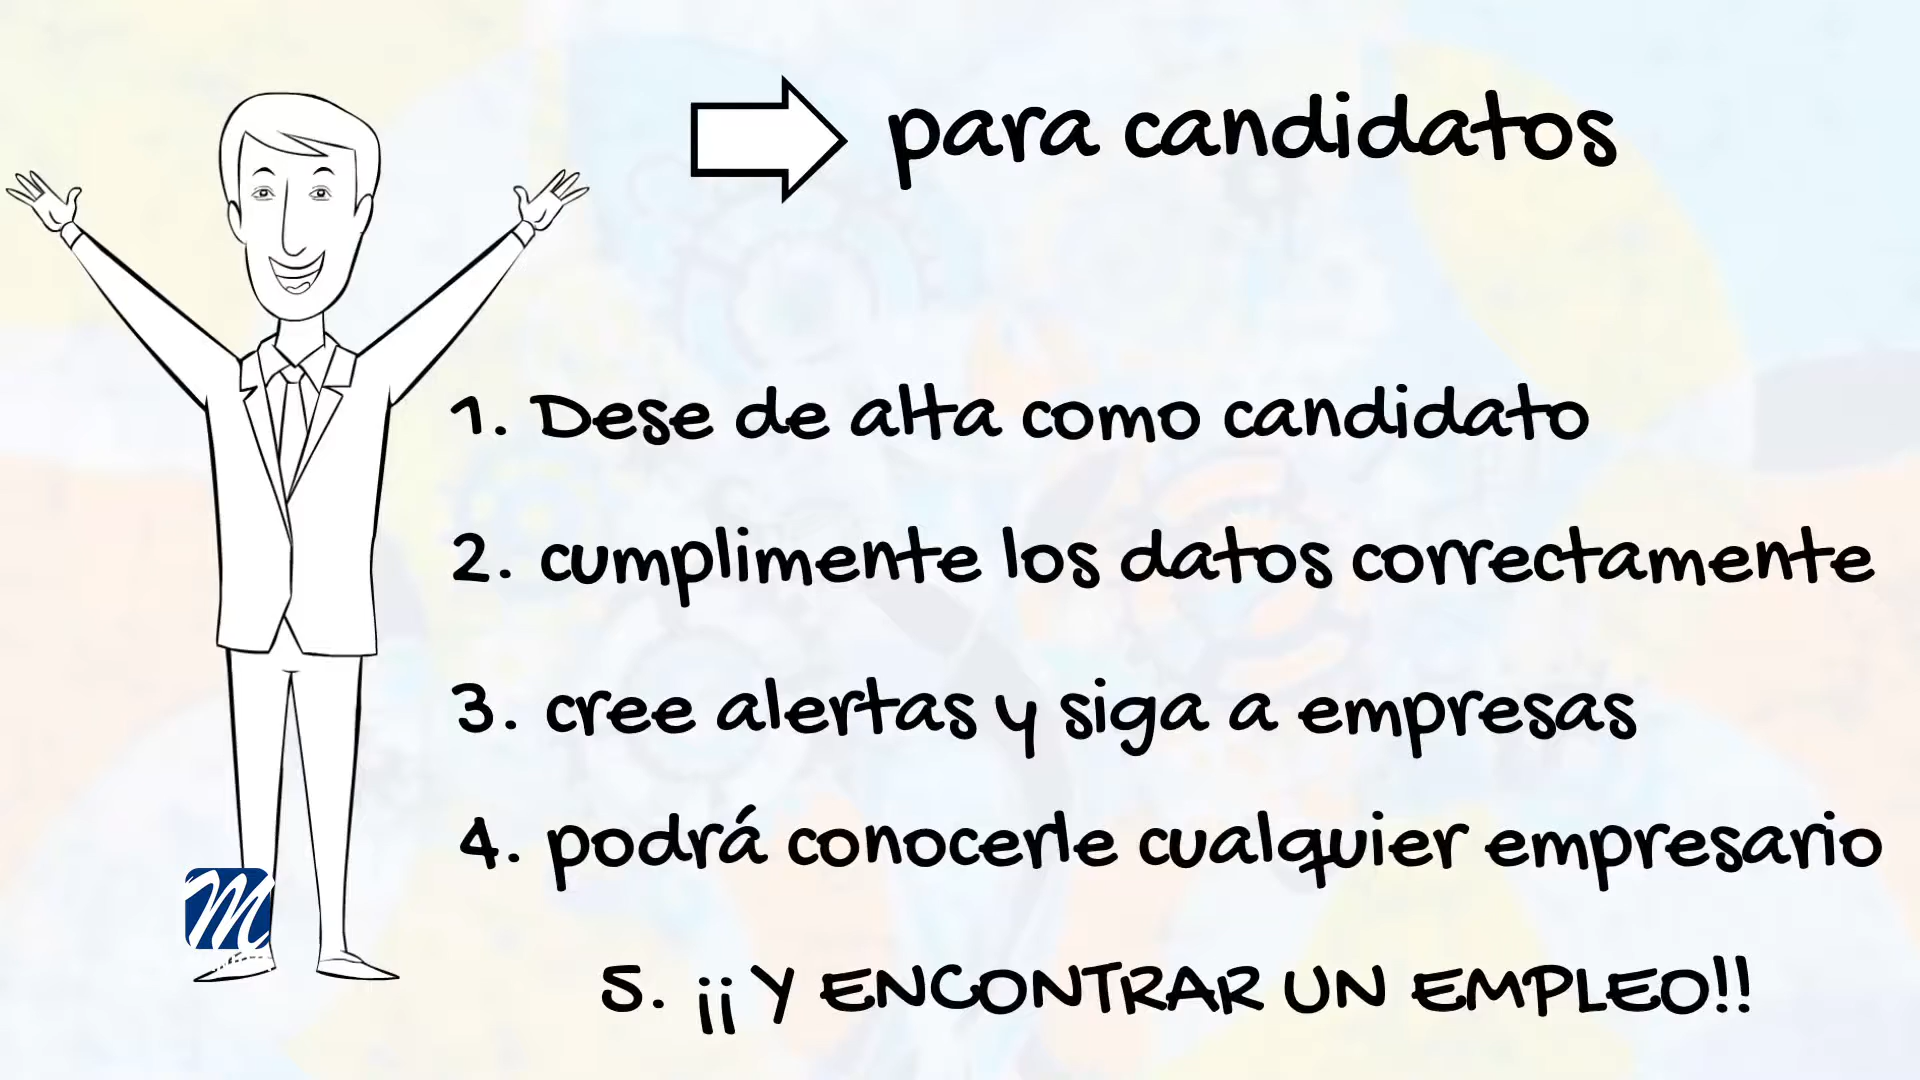 para candidatos
1. Dese de alta como candidato
2. cumplimente los datos correctamente
3. cree alertas y siga a empresas
4. podrá conocerle cualquier empresario
5. ¡¡ Y ENCONTRAR UN EMPLEO!!
M